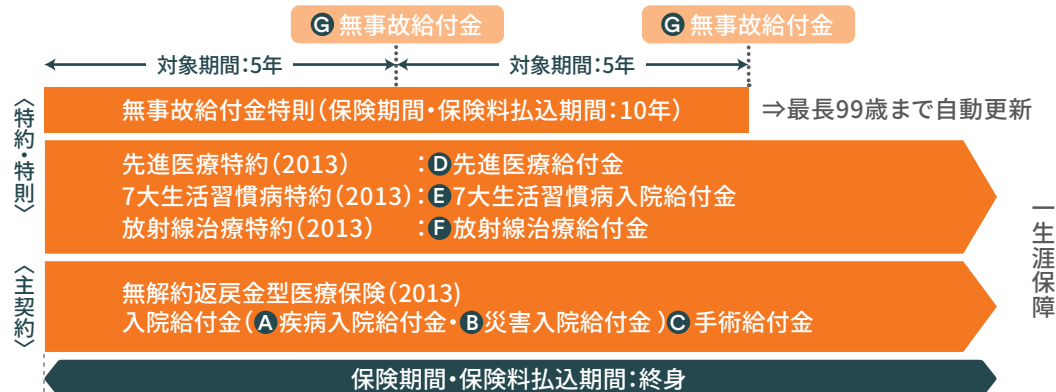 G 無事故給付金
G 無事故給付金
対象期間:5年
対象期間:5年
〈特約・特則〉
無事故給付金特則(保険期間・保険料払込期間:10年)
⇒最長99歳まで自動更新
先進医療特約(2013) :D先進医療給付金
7大生活習慣病特約(2013):E7大生活習慣病入院給付金
放射線治療特約(2013) :F放射線治療給付金
一生涯保障
〈主契約〉
無解約返戻金型医療保険(2013)
入院給付金(A疾病入院給付金・B災害入院給付金)C手術給付金
保険期間・保険料払込期間:終身